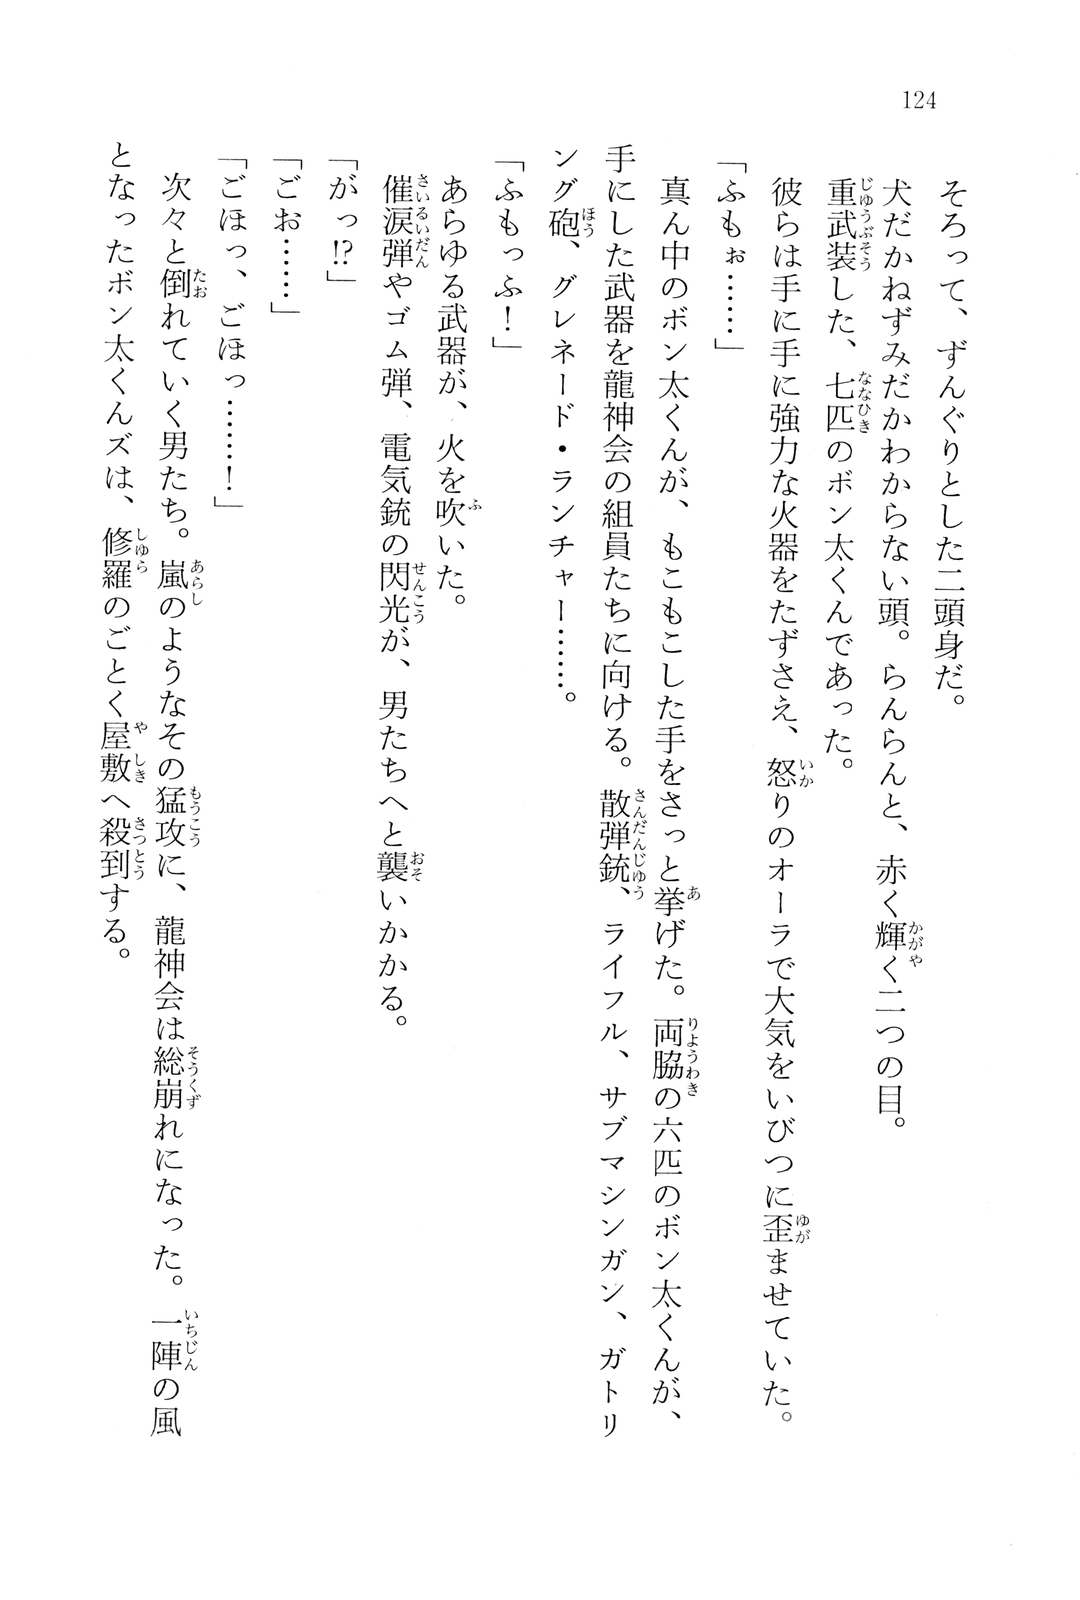 124
そろって、ずんぐりとした二頭身だ。
犬だかねずみだかわからない頭。らんらんと、赤く輝く二つの目。
重武装した、七匹のボン太くんであった。
彼らは手に手に強力な火器をたずさえ、怒りのオーラで大気をいびつに歪ませていた。
「ふもぉ……」
真ん中のボン太くんが、もこもこした手をさっと挙げた。両脇の六匹のボン太くんが、
手にした武器を龍神会の組員たちに向ける。散弾銃、ライフル、サブマシンガン、ガトリ
ング砲、グレネード・ランチャー……。
「ふもっふ！」
あらゆる武器が、火を吹いた。
催涙弾やゴム弾、電気銃の閃光が、男たちへと襲いかかる。
「がっ!?」
「ごお……」
「ごほっ、ごほっ……！」
次々と倒れていく男たち。嵐のようなその猛攻に、龍神会は総崩れになった。一陣の風
となったボン太くんズは、修羅のごとく屋敷へ殺到する。